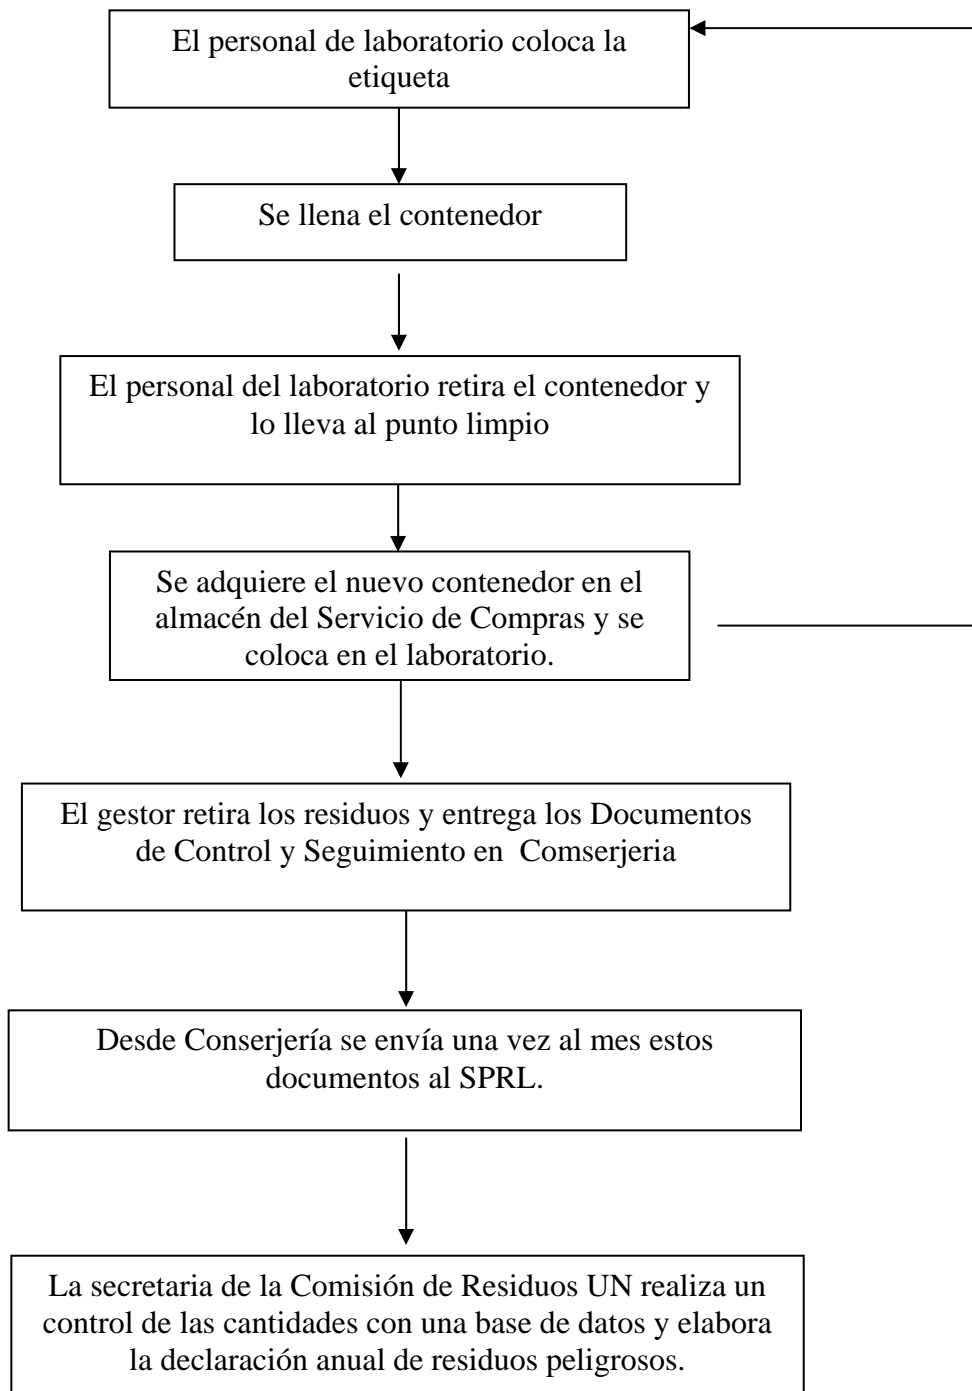 El personal de laboratorio coloca la
etiqueta
Se llena el contenedor
El personal del laboratorio retira el contenedor y
lo lleva al punto limpio
Se adquiere el nuevo contenedor en el
almacén del Servicio de Compras y se
coloca en el laboratorio.
El gestor retira los residuos y entrega los Documentos
de Control y Seguimiento en  Comserjeria
Desde Conserjería se envía una vez al mes estos
documentos al SPRL.
La secretaria de la Comisión de Residuos UN realiza un
control de las cantidades con una base de datos y elabora
la declaración anual de residuos peligrosos.